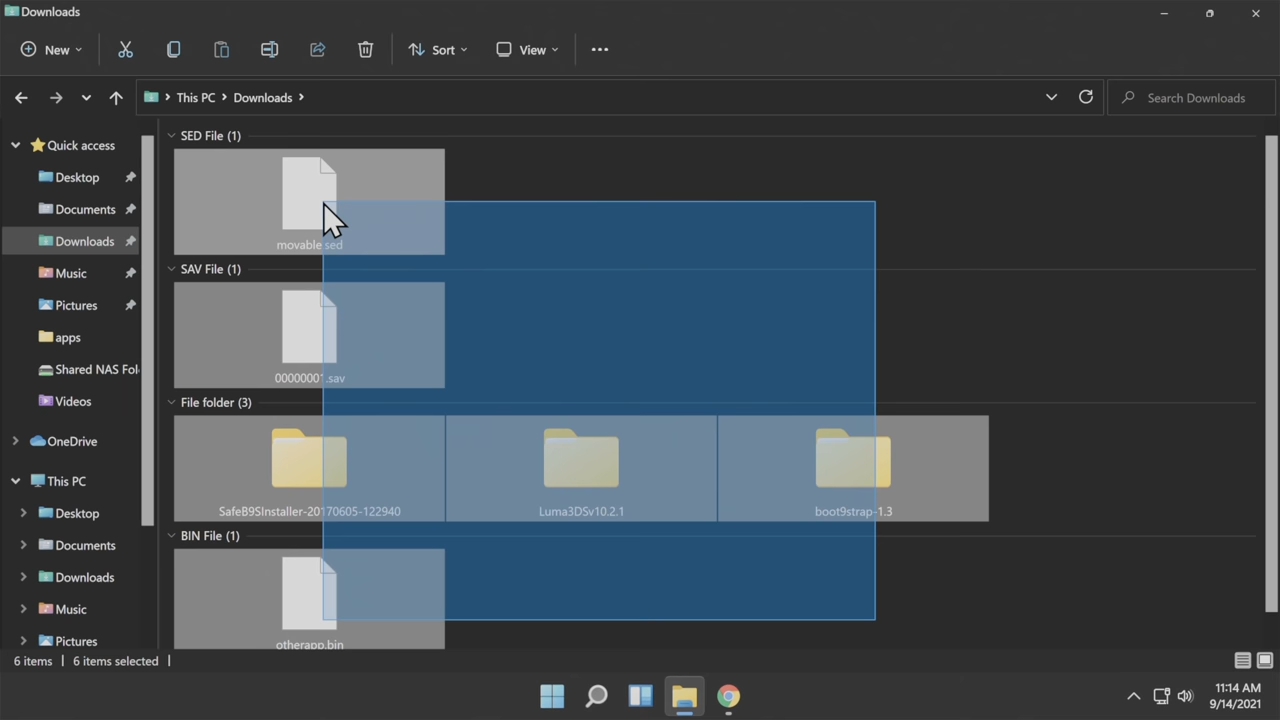 Downloads
New
Sort
View
This PC
Downloads
Search Downloads
Quick access
Desktop
Documents
Downloads
Music
Pictures
apps
Shared NAS Fol
Videos
OneDrive
This PC
Desktop
Documents
Downloads
Music
Pictures
SED File (1)
movable.sed
SAV File (1)
00000001.sav
File folder (3)
SafeB9SInstaller-20170605-122940
Luma3DSv10.2.1
boot9strap-1.3
BIN File (1)
otherapp.bin
6 items
6 items selected
11:14 AM
9/14/2021